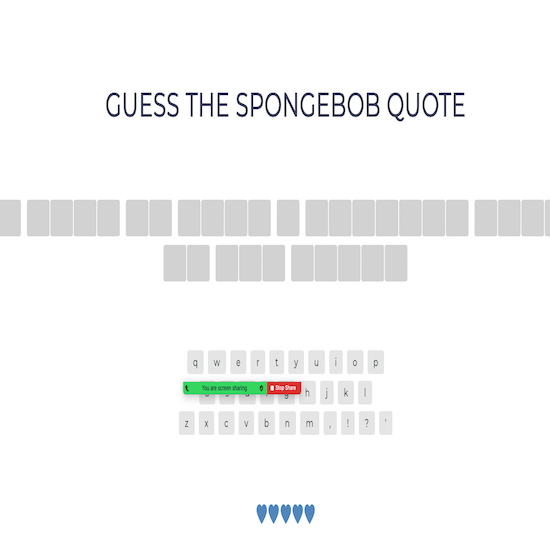 GUESS THE SPONGEBOB QUOTE
q w e r t y u i o p
You are screen sharing Stop Share
h j k l
z x c v b n m , ! ? '